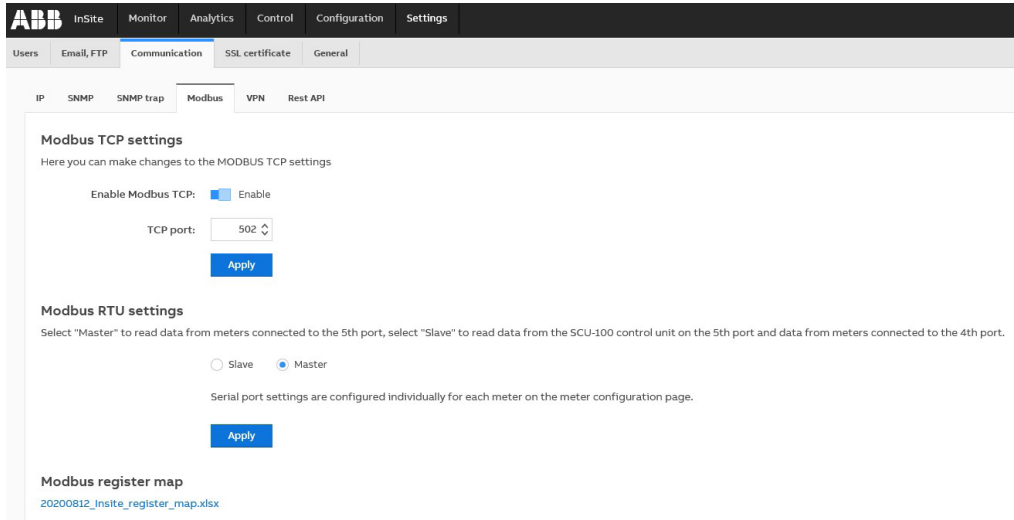 ABB InSite Monitor Analytics Control Configuration Settings
Users Email, FTP Communication SSL certificate General
IP SNMP SNMP trap Modbus VPN Rest API
Modbus TCP settings
Here you can make changes to the MODBUS TCP settings
Enable Modbus TCP: Enable
TCP port: 502
Apply
Modbus RTU settings
Select "Master" to read data from meters connected to the 5th port, select "Slave" to read data from the SCU-100 control unit on the 5th port and data from meters connected to the 4th port.
Slave Master
Serial port settings are configured individually for each meter on the meter configuration page.
Apply
Modbus register map
20200812_Insite_register_map.xlsx